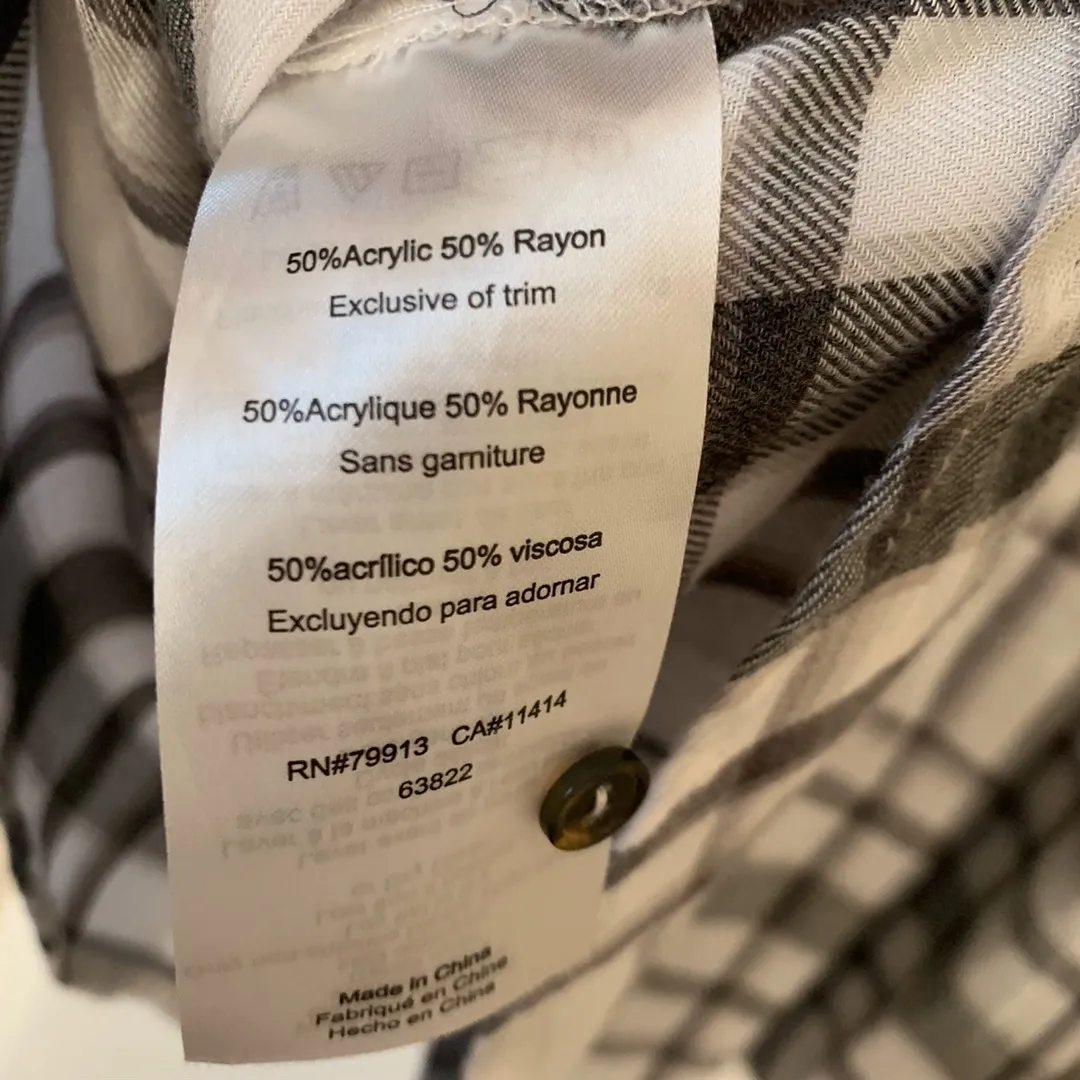 50%Acrylic 50% Rayon
Exclusive of trim
50%Acrylique 50% Rayonne
Sans garniture
50%acrílico 50% viscosa
Excluyendo para adornar
RN#79913 CA#11414
63822
Made in China
Fabriqué en Chine
Hecho en China